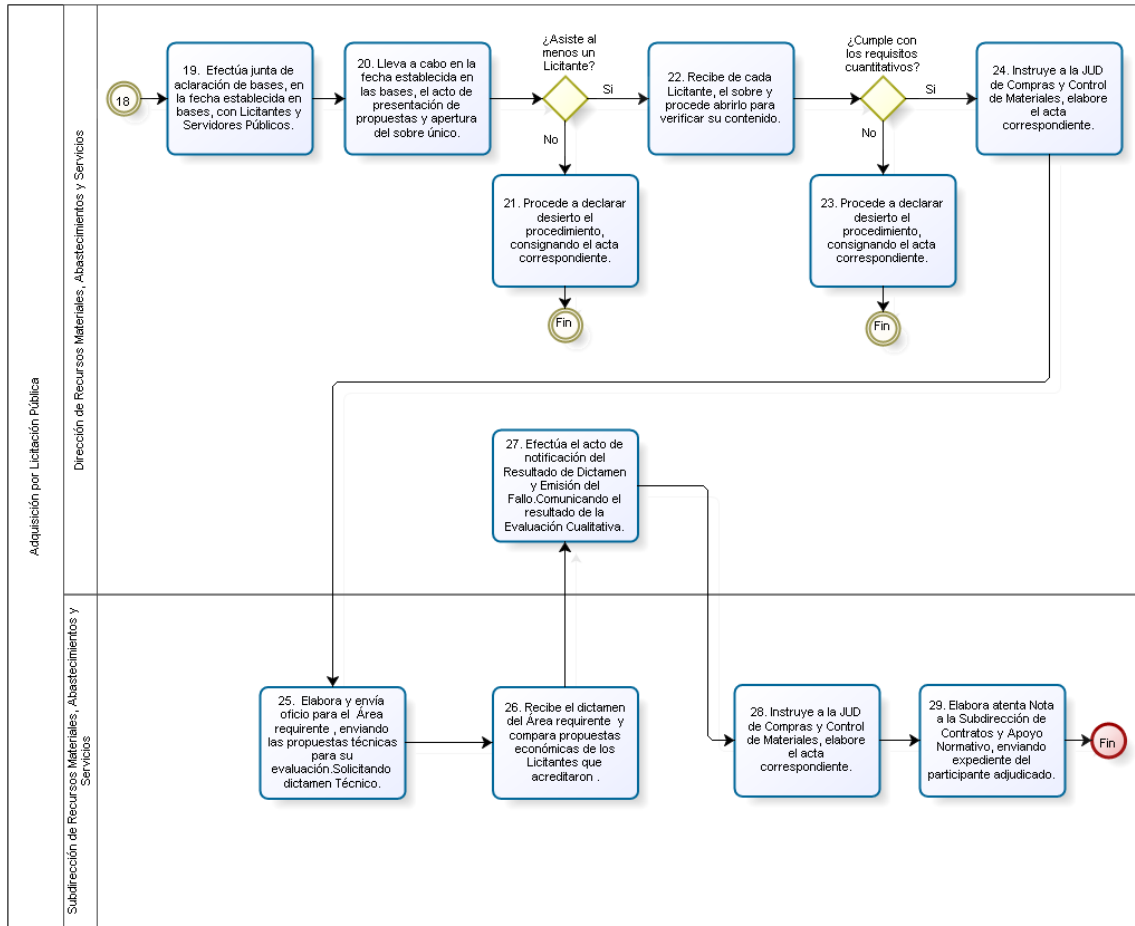 Adquisición por Licitación Pública
Dirección de Recursos Materiales, Abastecimientos y Servicios
18
19. Efectúa junta de
aclaración de bases, en
la fecha establecida en
bases, con Licitantes y
Servidores Públicos.
20. Lleva a cabo en la
fecha establecida en
las bases, el acto de
presentación de
propuestas y apertura
del sobre único.
¿Asiste al
menos un
Licitante?
Si
No
21. Procede a declarar
desierto el
procedimiento,
consignando el acta
correspondiente.
Fin
22. Recibe de cada
Licitante, el sobre y
procede abrirlo para
verificar su contenido.
¿Cumple con
los requisitos
cuantitativos?
Si
No
23. Procede a declarar
desierto el
procedimiento,
consignando el acta
correspondiente.
Fin
24. Instruye a la JUD
de Compras y Control
de Materiales, elabore
el acta
correspondiente.
27. Efectúa el acto de
notificación del
Resultado de Dictamen
y Emisión del
Fallo.Comunicando el
resultado de la
Evaluación Cualitativa.
Subdirección de Recursos Materiales, Abastecimientos y
Servicios
25. Elabora y envía
oficio para el Área
requirente , enviando
las propuestas técnicas
para su
evaluación.Solicitando
dictamen Técnico.
26. Recibe el dictamen
del Área requirente y
compara propuestas
económicas de los
Licitantes que
acreditaron .
28. Instruye a la JUD
de Compras y Control
de Materiales, elabore
el acta
correspondiente.
29. Elabora atenta Nota
a la Subdirección de
Contratos y Apoyo
Normativo, enviando
expediente del
participante adjudicado.
Fin